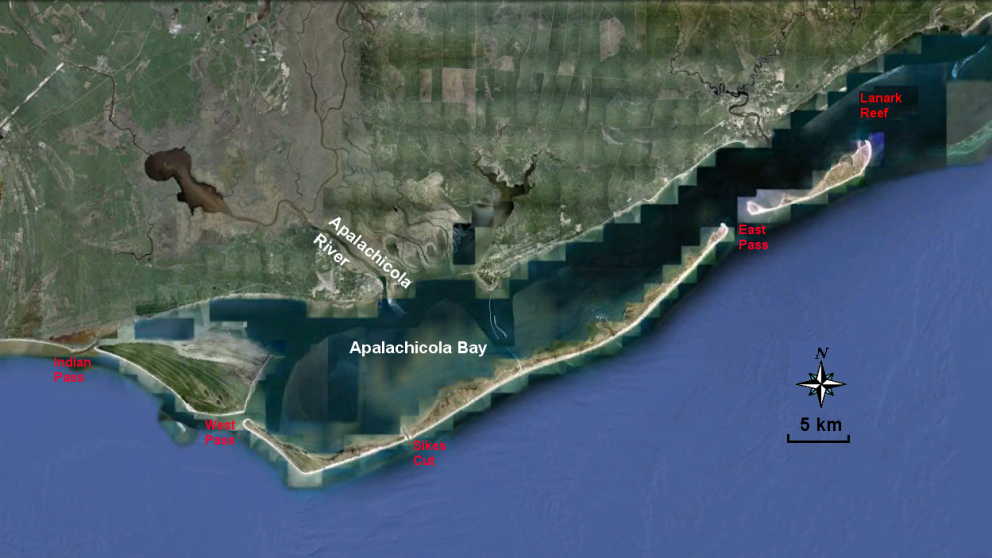 Lanark
Reef
Apalachicola
River
East
Pass
Apalachicola Bay
Indian
Pass
N
5 km
West
Pass
Sikes
Cut